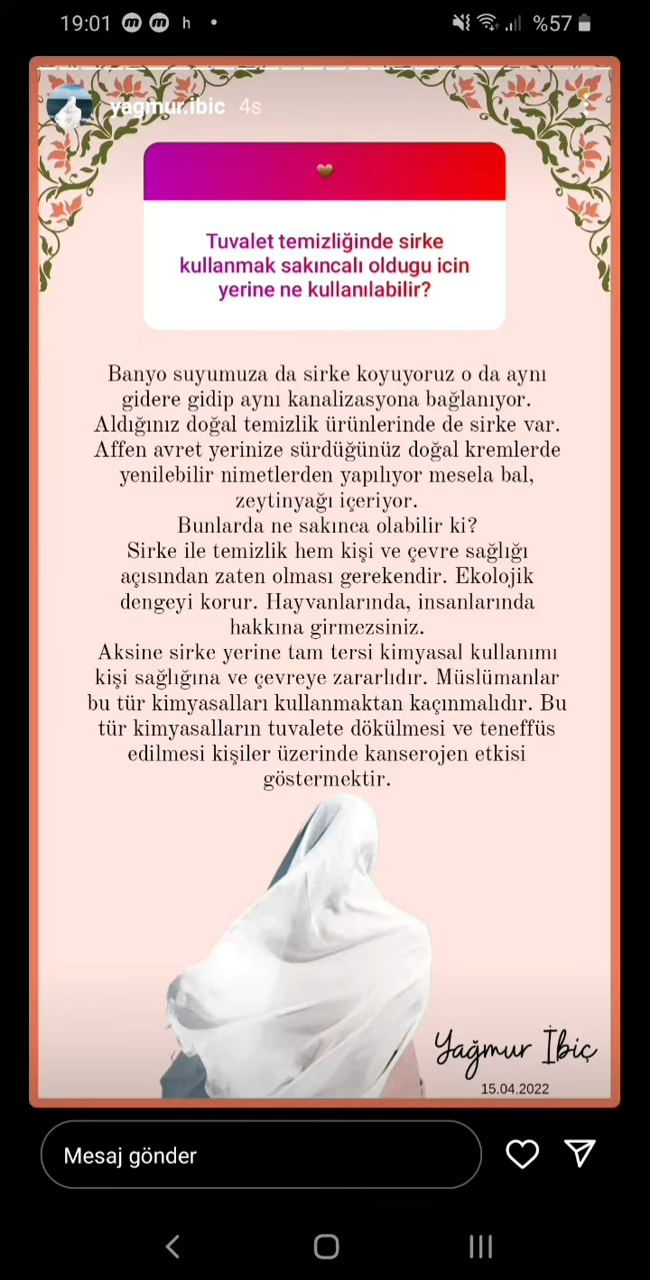 19:01 h
%57
yagmur.ibic 4s
Tuvalet temizliğinde sirke
kullanmak sakıncalı oldugu icin
yerine ne kullanılabilir?
Banyo suyumuza da sirke koyuyoruz o da aynı
gidere gidip aynı kanalizasyona bağlanıyor.
Aldığınız doğal temizlik ürünlerinde de sirke var.
Affen avret yerinize sürdüğünüz doğal kremlerde
yenilebilir nimetlerden yapılıyor mesela bal,
zeytinyağı içeriyor.
Bunlarda ne sakınca olabilir ki?
Sirke ile temizlik hem kişi ve çevre sağlığı
açısından zaten olması gerekendir. Ekolojik
dengeyi korur. Hayvanlarında, insanlarında
hakkına girmezsiniz.
Aksine sirke yerine tam tersi kimyasal kullanımı
kişi sağlığına ve çevreye zararlıdır. Müslümanlar
bu tür kimyasalları kullanmaktan kaçınmalıdır. Bu
tür kimyasalların tuvalete dökülmesi ve teneffüs
edilmesi kişiler üzerinde kanserojen etkisi
göstermektir.
Yağmur İbiç
15.04.2022
Mesaj gönder